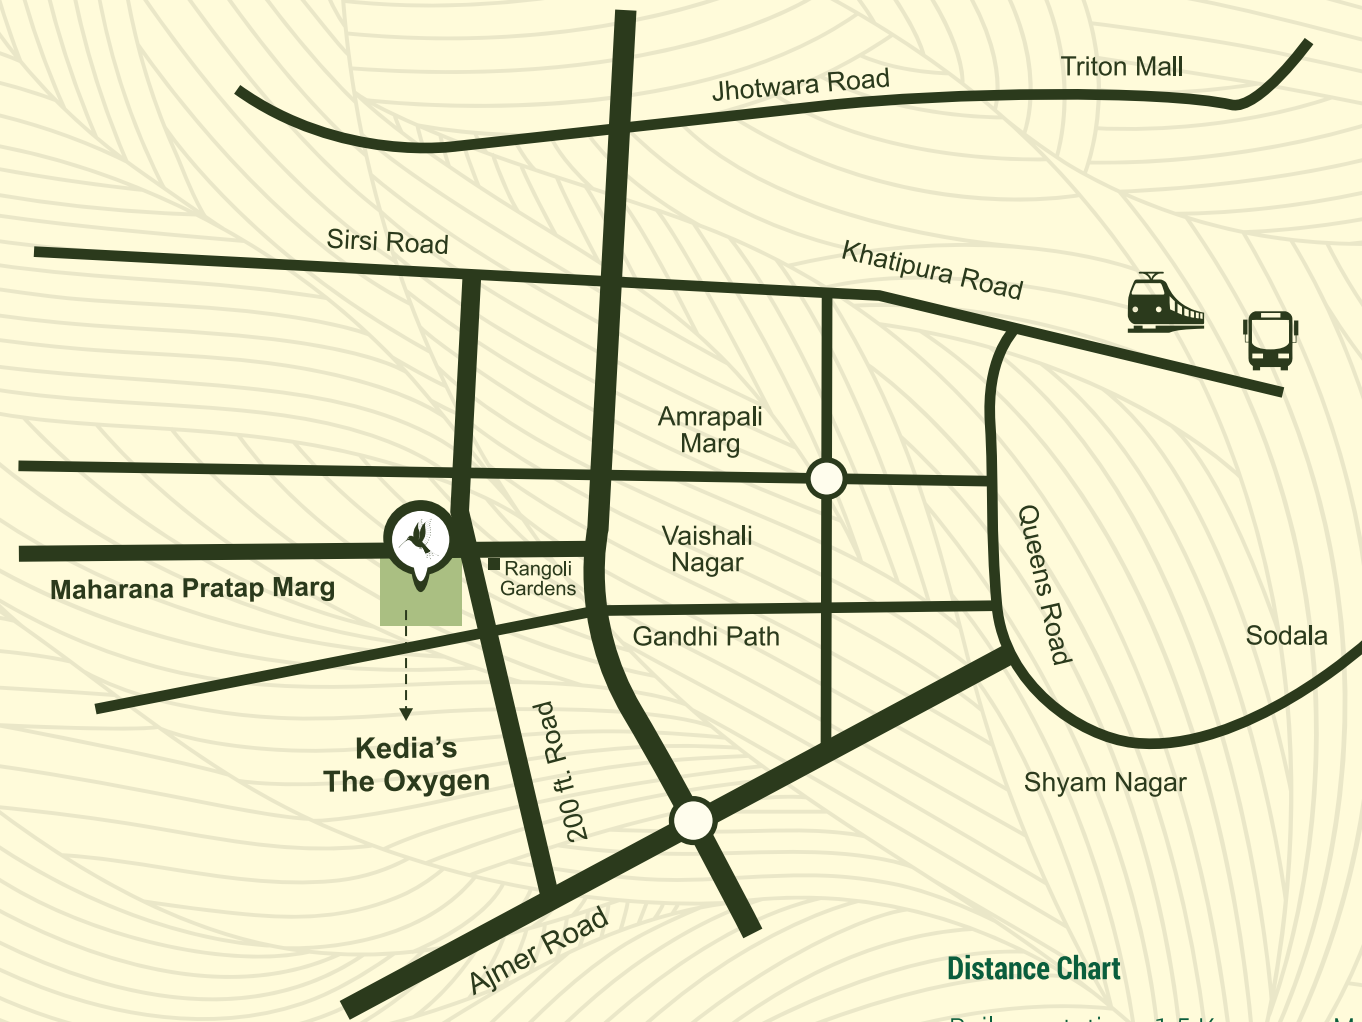 Triton Mall
Jhotwara Road
Sirsi Road
Khatipura Road
Amrapali
Marg
Vaishali
Nagar
Queens Road
Rangoli
Gardens
Maharana Pratap Marg
Gandhi Path
Sodala
200 ft. Road
Kedia's
The Oxygen
Shyam Nagar
Ajmer Road
Distance Chart